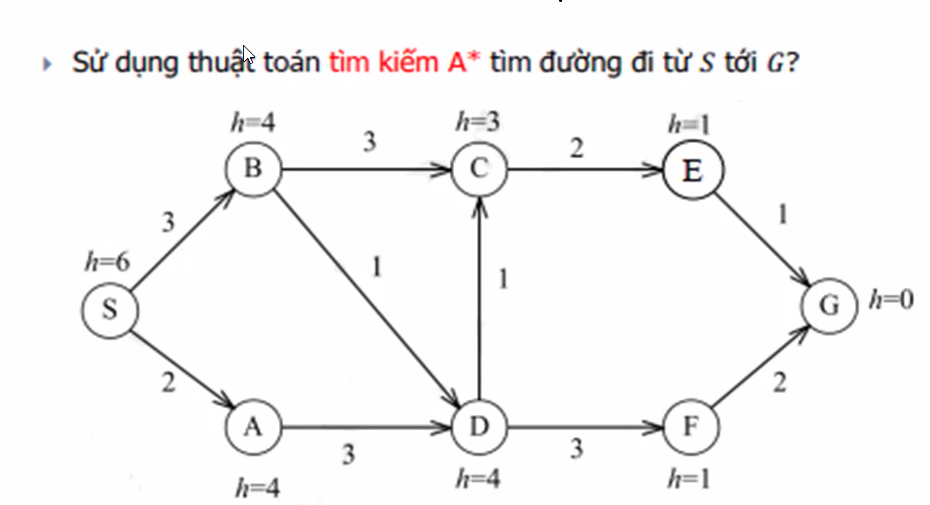 Sử dụng thuật toán tìm kiếm A* tìm đường đi từ S tới G?
h=4
h=3
h=1
3
2
B
C
E
3
1
h=6
1
1
S
G
h=0
2
2
A
D
F
3
3
h=4
h=4
h=1